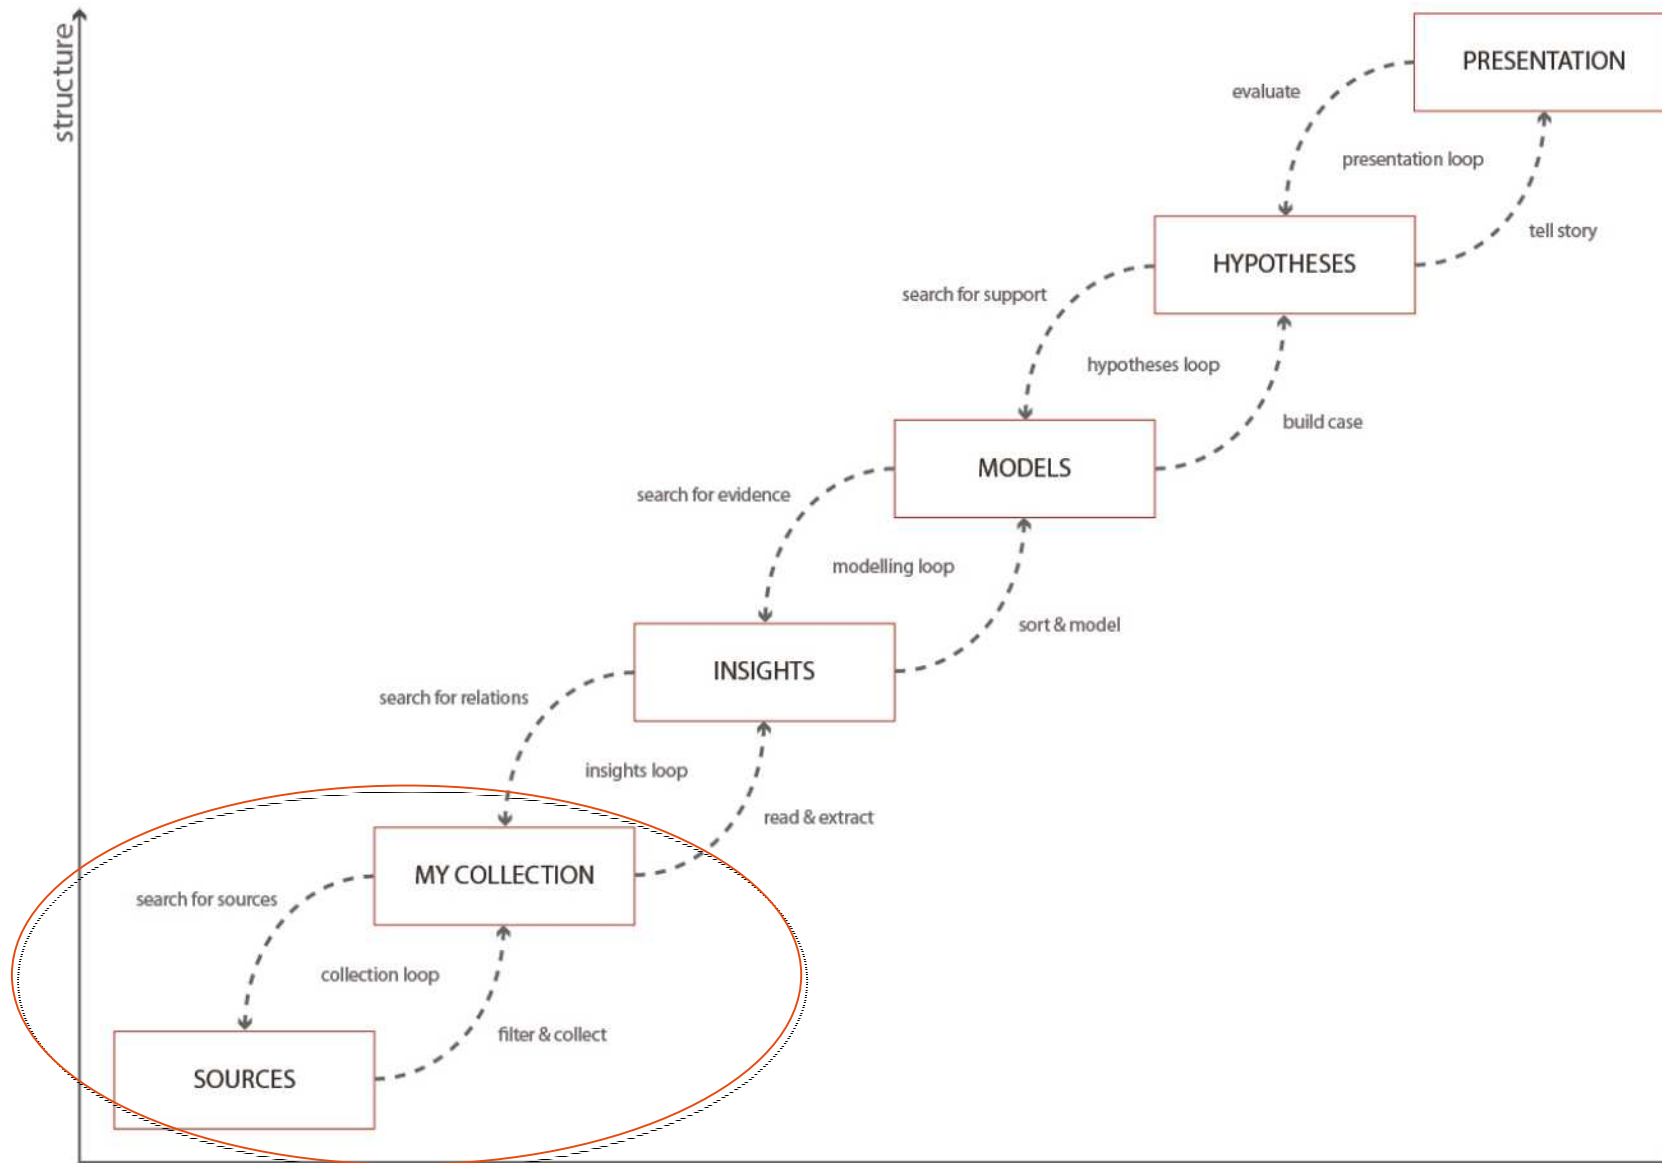 structure
PRESENTATION
evaluate
presentation loop
tell story
HYPOTHESES
search for support
hypotheses loop
build case
MODELS
search for evidence
modelling loop
sort & model
INSIGHTS
search for relations
insights loop
read & extract
MY COLLECTION
search for sources
collection loop
filter & collect
SOURCES